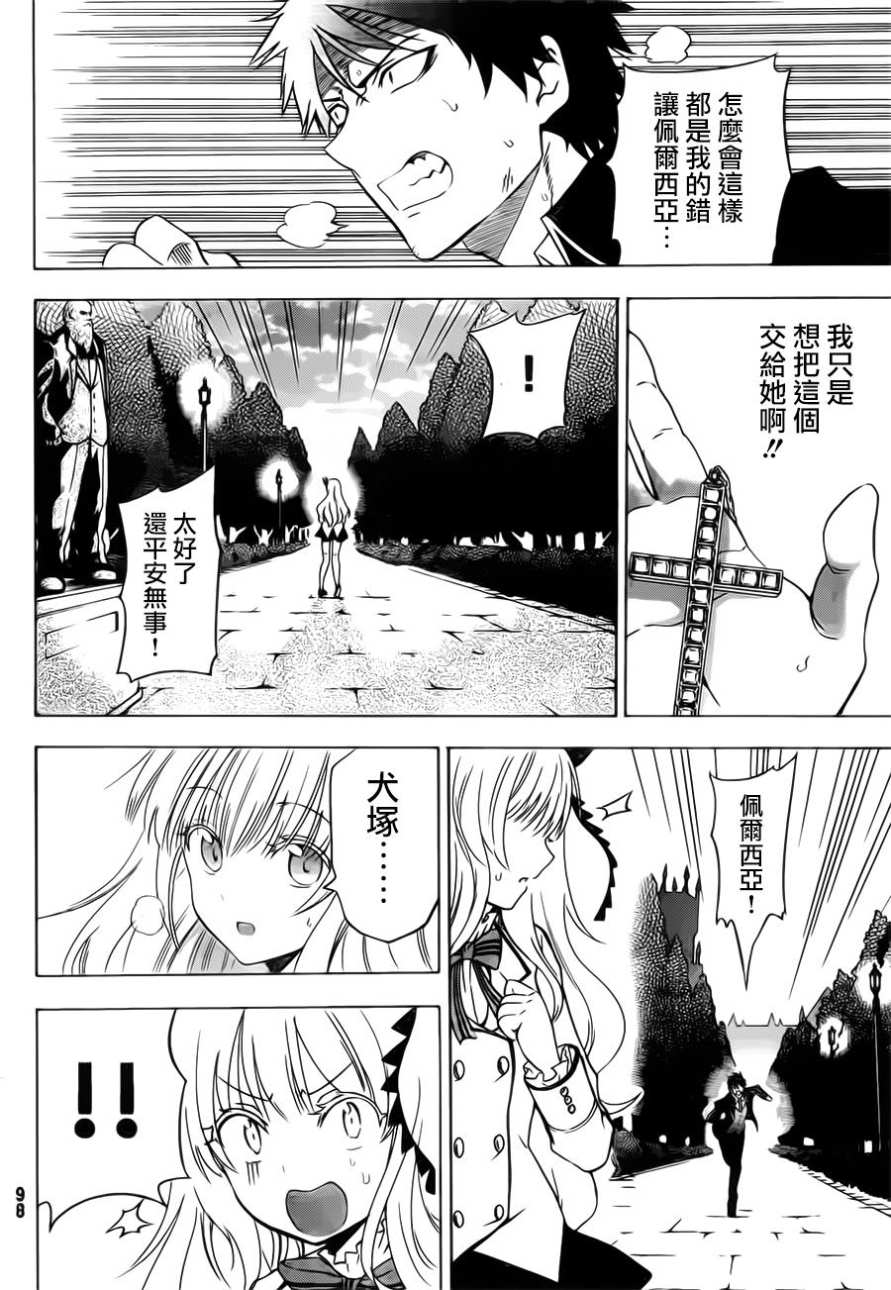 怎麼會這樣
都是我的錯
讓佩爾西亞…
我只是
想把這個
交給她啊!!
!
太好了
還平安無事!
佩爾西亞!
犬塚……
!!
98